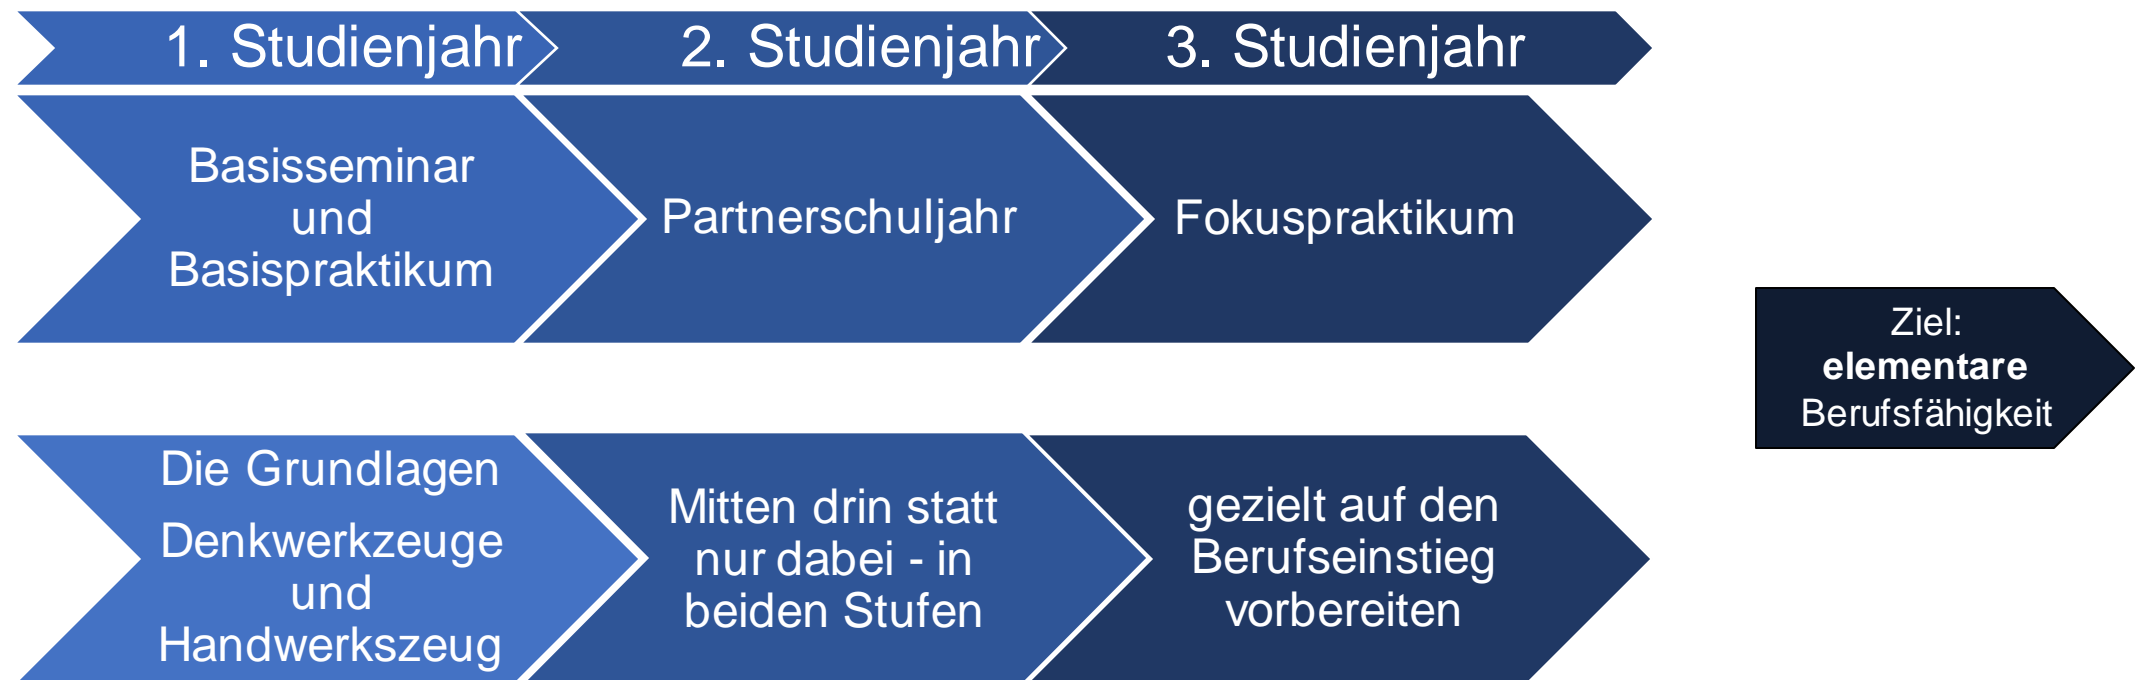 1. Studienjahr
2. Studienjahr
3. Studienjahr
Basisseminar
und
Basispraktikum
Partnerschuljahr
Fokuspraktikum
Ziel:
elementare
Berufsfähigkeit
Die Grundlagen
Denkwerkzeuge
und
Handwerkszeug
Mitten drin statt
nur dabei - in
beiden Stufen
gezielt auf den
Berufseinstieg
vorbereiten